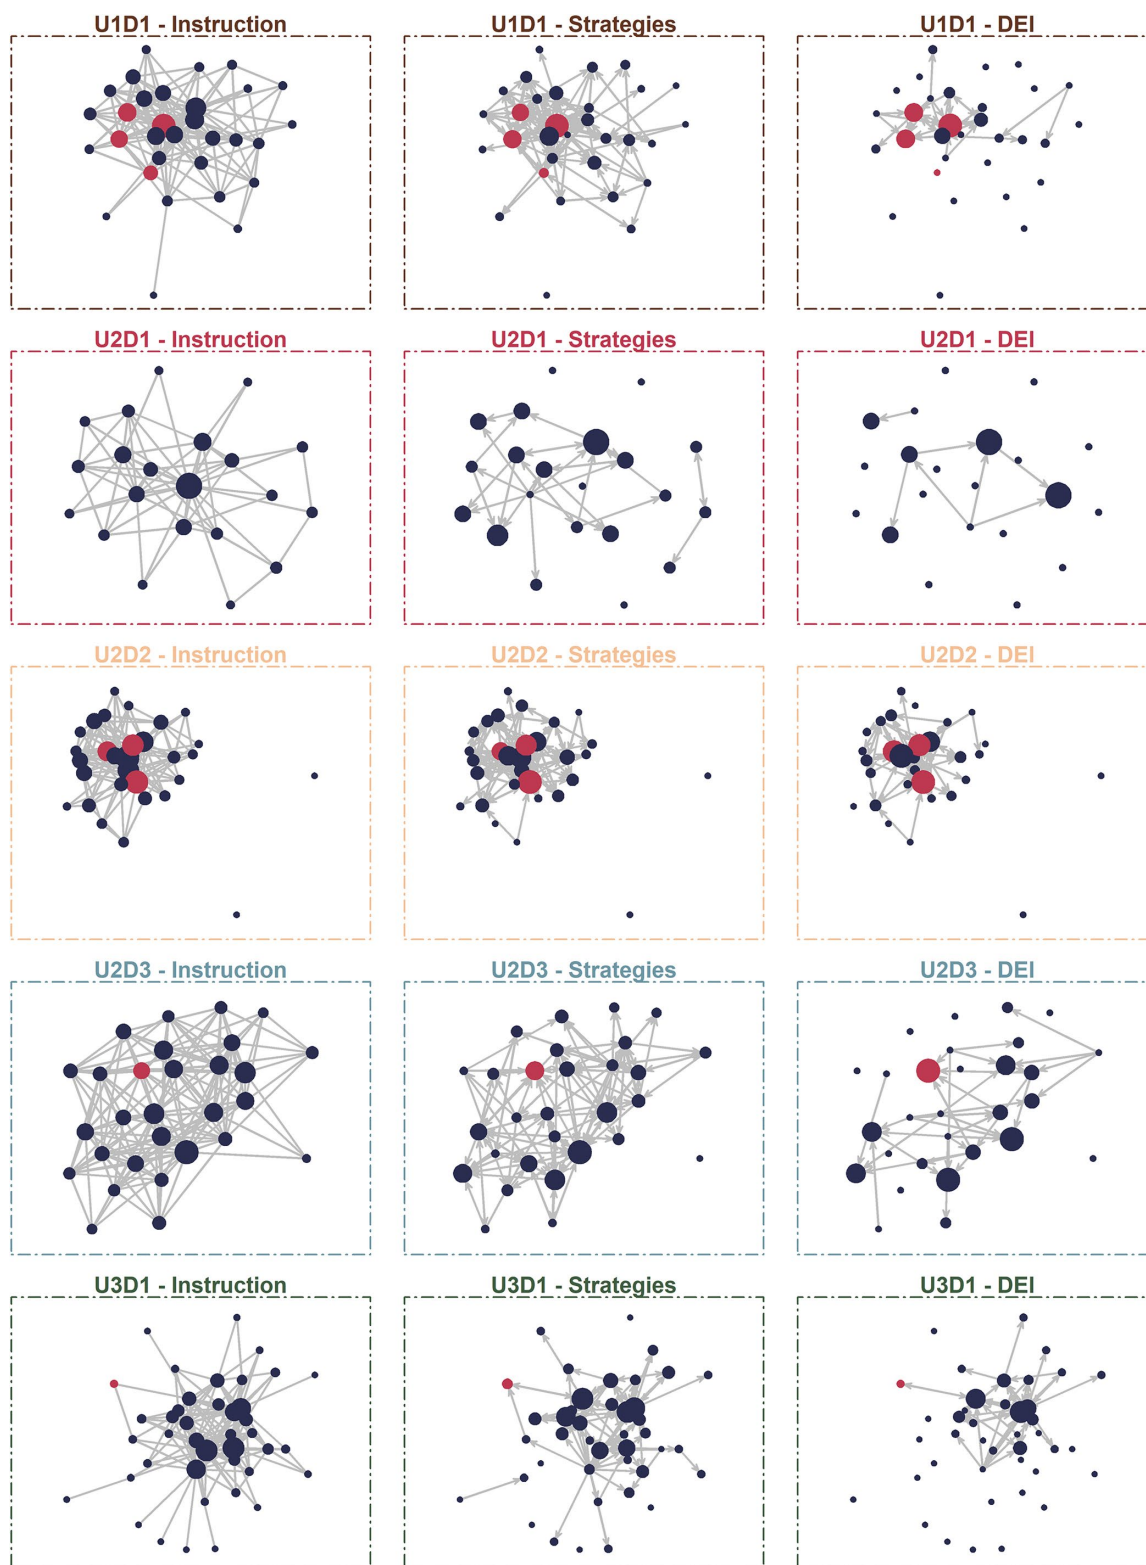 U1D1 - Instruction
U1D1 - Strategies
U1D1 - DEI
U2D1 - Instruction
U2D1 - Strategies
U2D1 - DEI
U2D2 - Instruction
U2D2 - Strategies
U2D2 - DEI
U2D3 - Instruction
U2D3 - Strategies
U2D3 - DEI
U3D1 - Instruction
U3D1 - Strategies
U3D1 - DEI